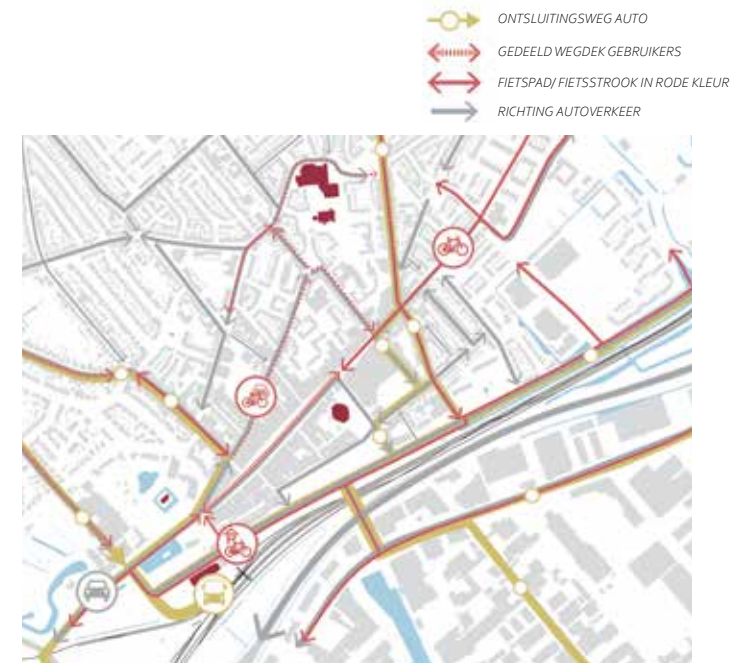 ONTSLUITINGSWEG AUTO
GEDEELD WEGDEK GEBRUIKERS
FIETSPAD/ FIETSSTROOK IN RODE KLEUR
RICHTING AUTOVERKEER